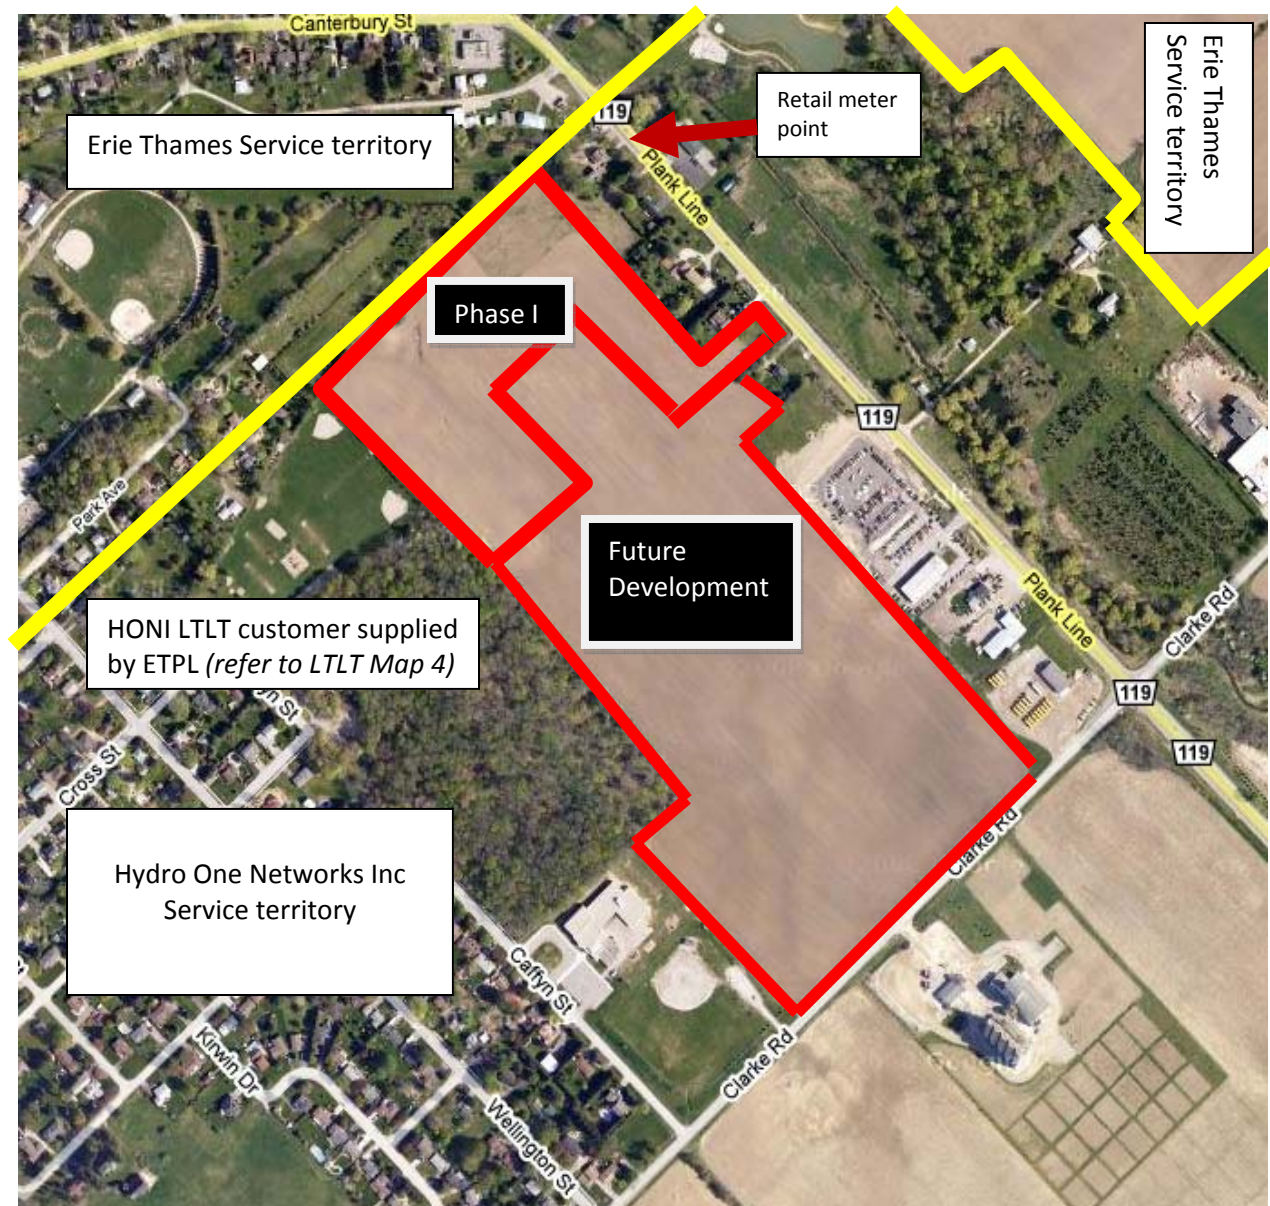 Canterbury St
Erie Thames
Service territory
Retail meter
point
119
Erie Thames Service territory
Plank Line
Phase I
119
Park Ave
Future
Development
Plank Line
Clarke Rd
HONI LTLT customer supplied
by ETPL (refer to LTLT Map 4)
yn St
119
119
Cross St
Clarke Rd
Hydro One Networks Inc
Service territory
Caffyn St
Kirwin Dr
Clarke Rd
Wellington St